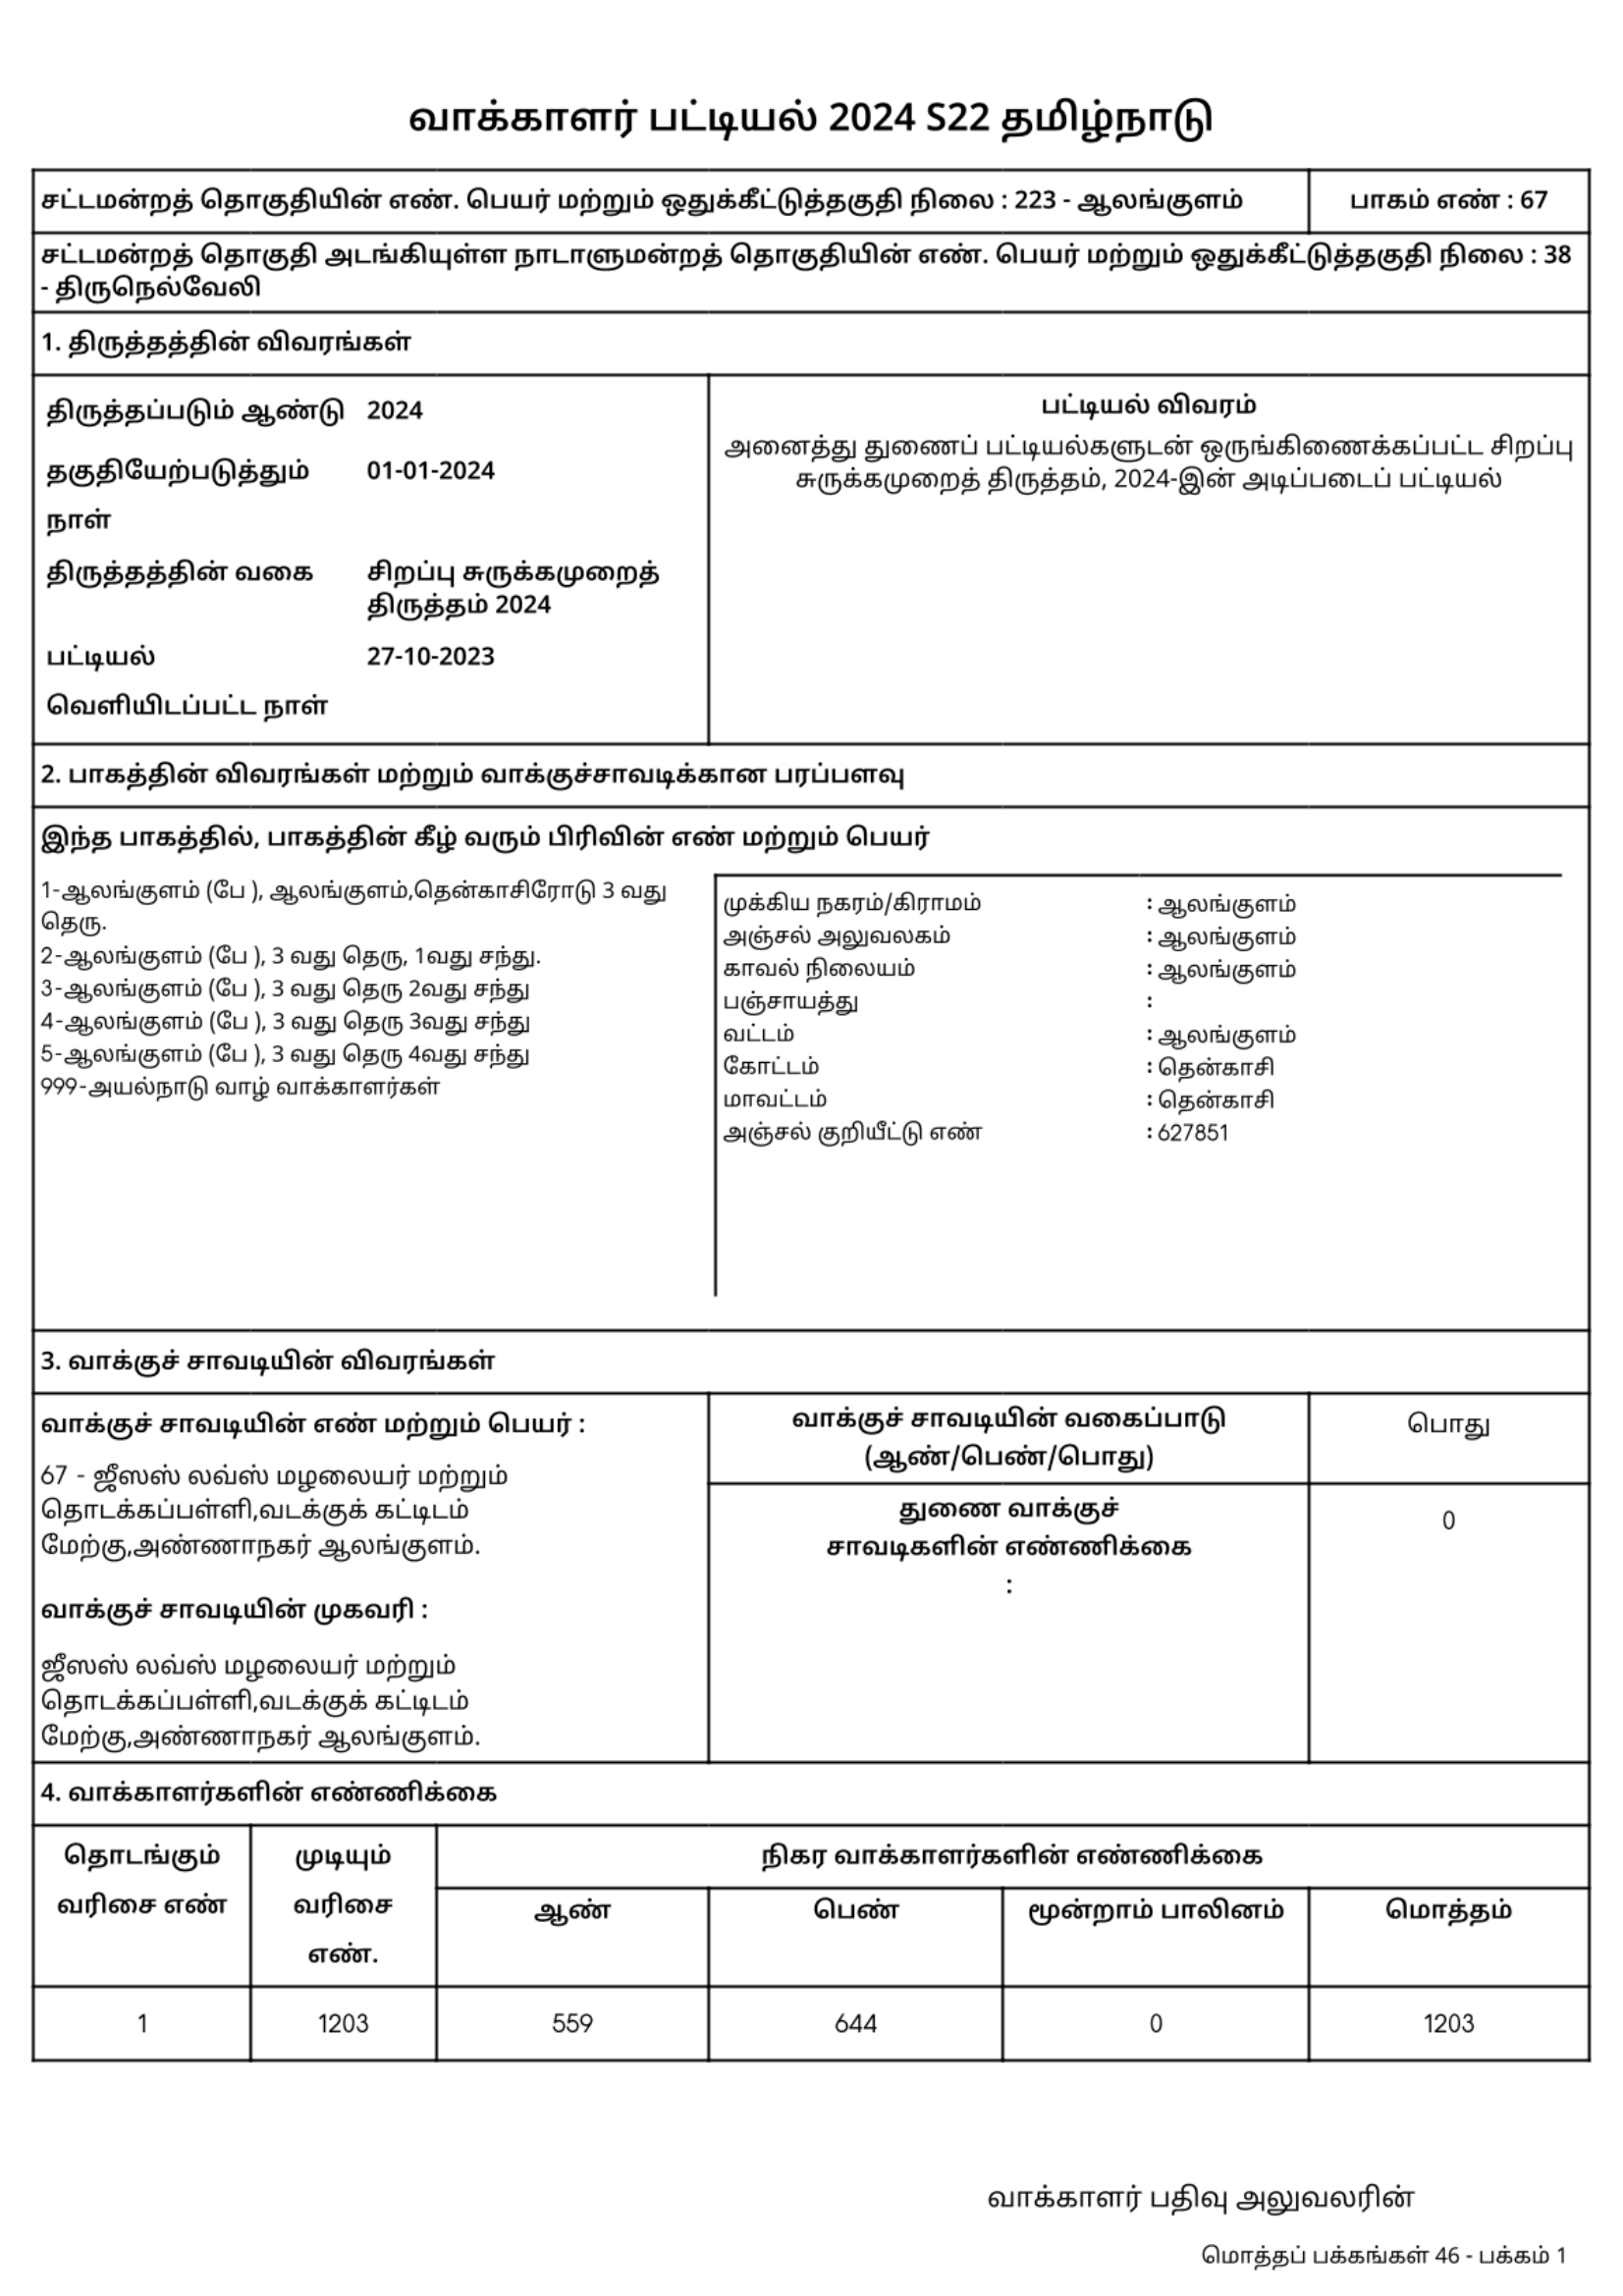 வாக்காளர் பட்டியல் 2024 S22 தமிழ்நாடு
சட்டமன்றத் தொகுதியின் எண். பெயர் மற்றும் ஒதுக்கீட்டுத்தகுதி நிலை : 223 - ஆலங்குளம்
பாகம் எண் : 67
சட்டமன்றத் தொகுதி அடங்கியுள்ள நாடாளுமன்றத் தொகுதியின் எண். பெயர் மற்றும் ஒதுக்கீட்டுத்தகுதி நிலை : 38
- திருநெல்வேலி
1. திருத்தத்தின் விவரங்கள்
திருத்தப்படும் ஆண்டு 2024
தகுதியேற்படுத்தும் 01-01-2024
நாள்
திருத்தத்தின் வகை சிறப்பு சுருக்கமுறைத்
திருத்தம் 2024
பட்டியல் 27-10-2023
வெளியிடப்பட்ட நாள்
பட்டியல் விவரம்
அனைத்து துணைப் பட்டியல்களுடன் ஒருங்கிணைக்கப்பட்ட சிறப்பு
சுருக்கமுறைத் திருத்தம், 2024-இன் அடிப்படைப் பட்டியல்
2. பாகத்தின் விவரங்கள் மற்றும் வாக்குச்சாவடிக்கான பரப்பளவு
இந்த பாகத்தில், பாகத்தின் கீழ் வரும் பிரிவின் எண் மற்றும் பெயர்
1-ஆலங்குளம் (பே ), ஆலங்குளம்,தென்காசிரோடு 3 வது
தெரு.
2-ஆலங்குளம் (பே ), 3 வது தெரு, 1வது சந்து.
3-ஆலங்குளம் (பே ), 3 வது தெரு 2வது சந்து
4-ஆலங்குளம் (பே ), 3 வது தெரு 3வது சந்து
5-ஆலங்குளம் (பே ), 3 வது தெரு 4வது சந்து
999-அயல்நாடு வாழ் வாக்காளர்கள்
முக்கிய நகரம்/கிராமம் : ஆலங்குளம்
அஞ்சல் அலுவலகம் : ஆலங்குளம்
காவல் நிலையம் : ஆலங்குளம்
பஞ்சாயத்து :
வட்டம் : ஆலங்குளம்
கோட்டம் : தென்காசி
மாவட்டம் : தென்காசி
அஞ்சல் குறியீட்டு எண் : 627851
3. வாக்குச் சாவடியின் விவரங்கள்
வாக்குச் சாவடியின் எண் மற்றும் பெயர் :
67 - ஜீஸஸ் லவ்ஸ் மழலையர் மற்றும்
தொடக்கப்பள்ளி,வடக்குக் கட்டிடம்
மேற்கு,அண்ணாநகர் ஆலங்குளம்.
வாக்குச் சாவடியின் முகவரி :
ஜீஸஸ் லவ்ஸ் மழலையர் மற்றும்
தொடக்கப்பள்ளி,வடக்குக் கட்டிடம்
மேற்கு,அண்ணாநகர் ஆலங்குளம்.
வாக்குச் சாவடியின் வகைப்பாடு
(ஆண்/பெண்/பொது)
பொது
துணை வாக்குச்
சாவடிகளின் எண்ணிக்கை
:
0
4. வாக்காளர்களின் எண்ணிக்கை
தொடங்கும்
வரிசை எண்
முடியும்
வரிசை
எண்.
நிகர வாக்காளர்களின் எண்ணிக்கை
ஆண் பெண் மூன்றாம் பாலினம் மொத்தம்
1 1203 559 644 0 1203
வாக்காளர் பதிவு அலுவலரின்
மொத்தப் பக்கங்கள் 46 - பக்கம் 1